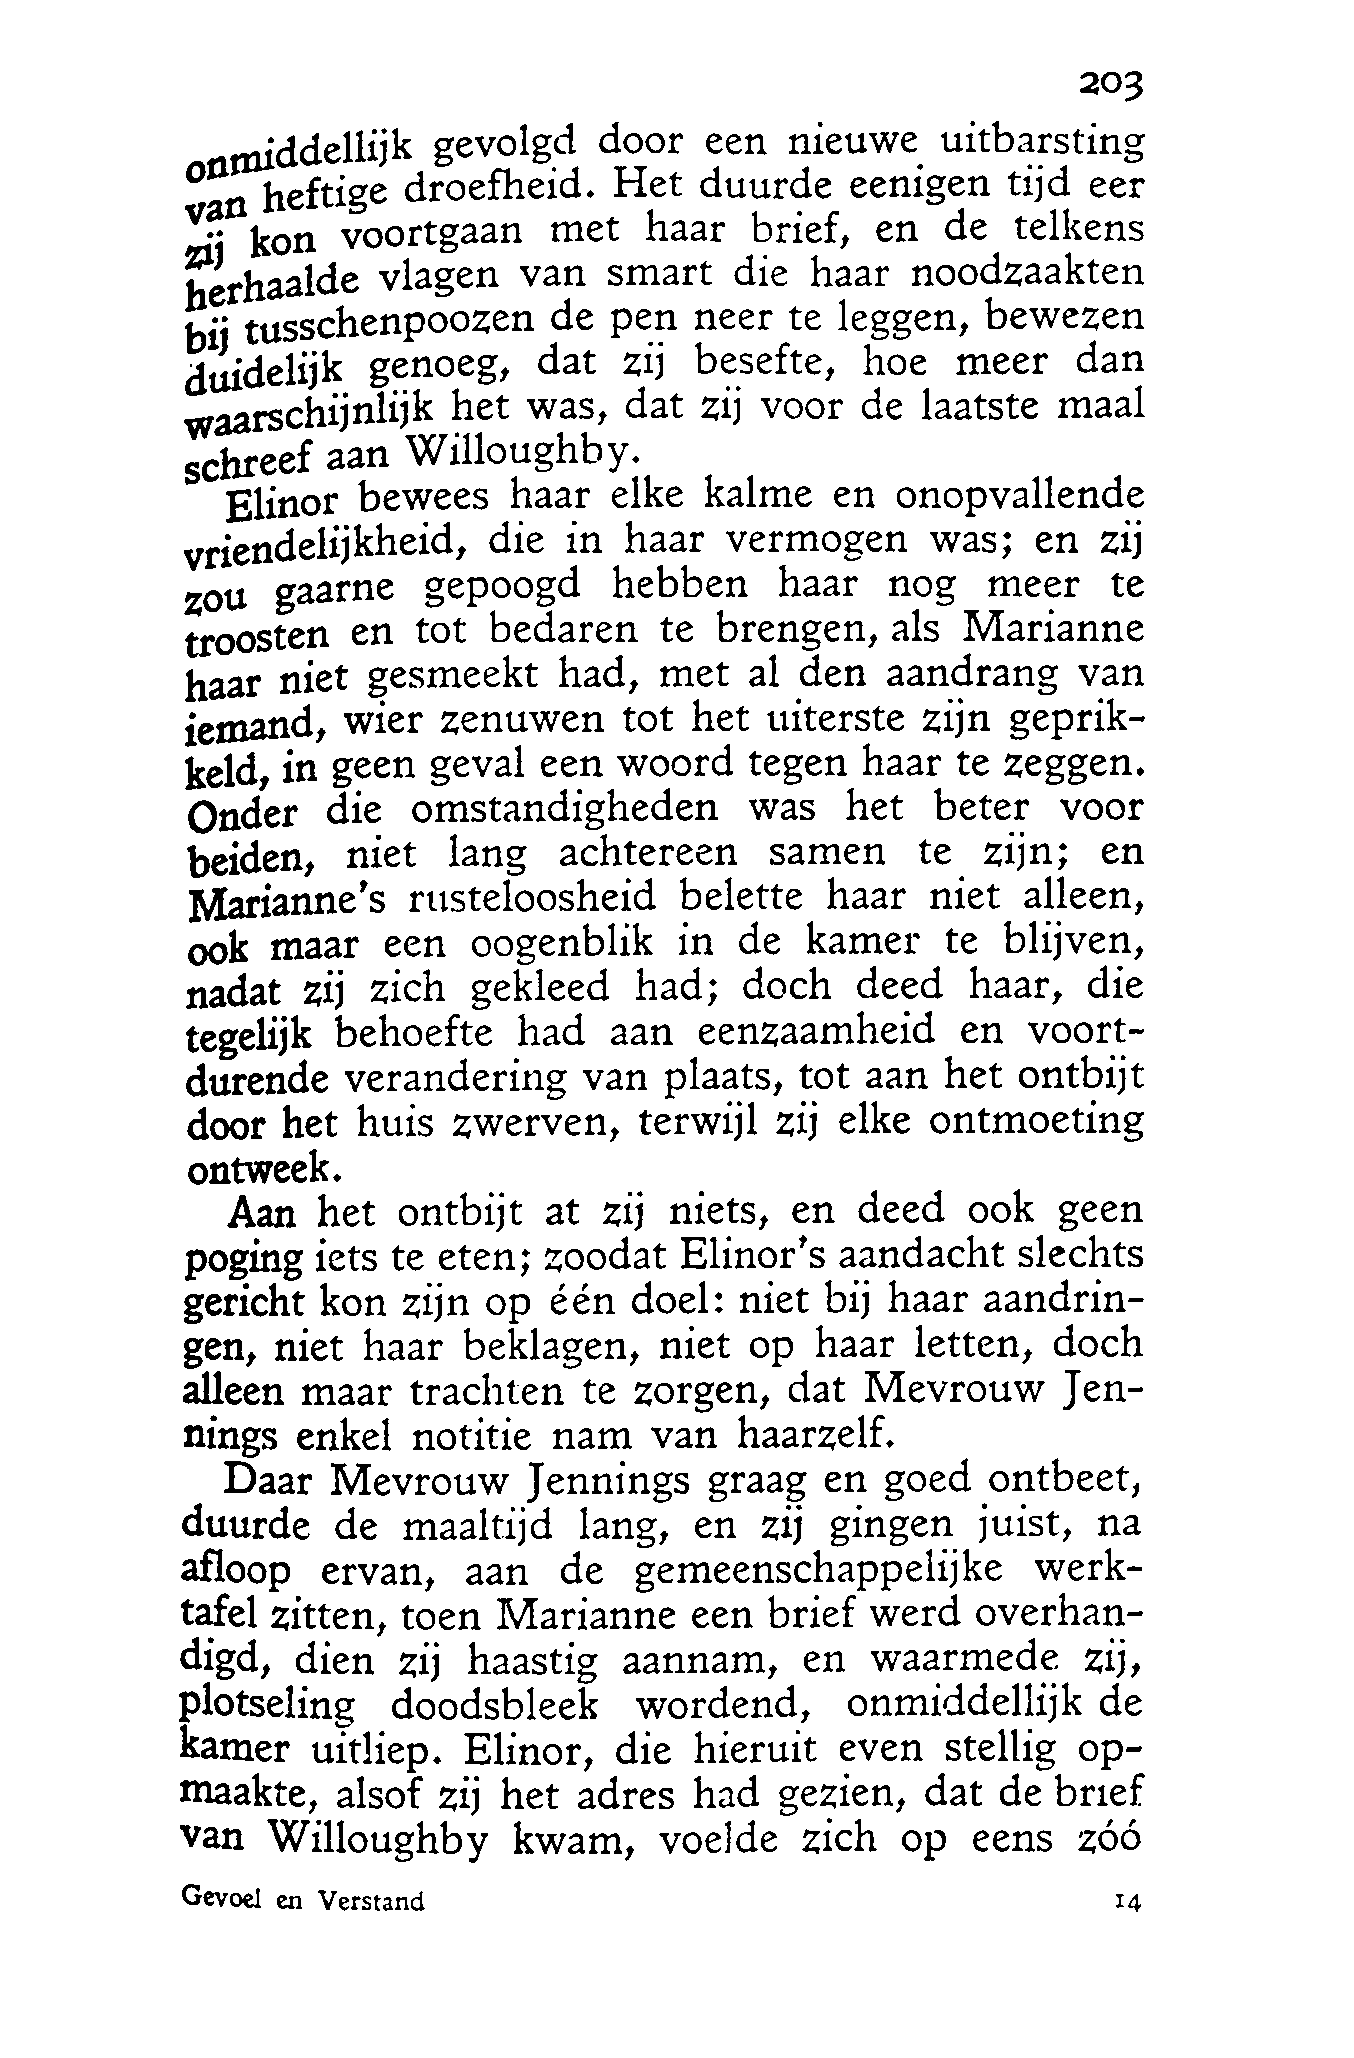 203
onmiddellijk gevolgd door een nieuwe uitbarsting
van heftige droefheid. Het duurde eenigen tijd eer
zij kon voortgaan met haar brief, en de telkens
herhaalde vlagen van smart die haar noodzaakten
bij tusschenpoozen de pen neer te leggen, bewezen
duidelijk genoeg, dat zij besefte, hoe meer dan
waarschijnlijk het was, dat zij voor de laatste maal
schreef aan Willoughby.
Elinor bewees haar elke kalme en onopvallende
vriendelijkheid, die in haar vermogen was; en zij
zou gaarne gepoogd hebben haar nog meer te
troosten en tot bedaren te brengen, als Marianne
haar niet gesmeekt had, met al den aandrang van
iemand, wier zenuwen tot het uiterste zijn geprik-
keld, in geen geval een woord tegen haar te zeggen.
Onder die omstandigheden was het beter voor
beiden, niet lang achtereen samen te zijn; en
Marianne's rusteloosheid belette haar niet alleen,
ook maar een oogenblik in de kamer te blijven,
nadat zij zich gekleed had; doch deed haar, die
tegelijk behoefte had aan eenzaamheid en voort-
durende verandering van plaats, tot aan het ontbijt
door het huis zwerven, terwijl zij elke ontmoeting
ontweek.
Aan het ontbijt at zij niets, en deed ook geen
poging iets te eten; zoodat Elinor's aandacht slechts
gericht kon zijn op één doel: niet bij haar aandrin-
gen, niet haar beklagen, niet op haar letten, doch
alleen maar trachten te zorgen, dat Mevrouw Jen-
nings enkel notitie nam van haarzelf.
Daar Mevrouw Jennings graag en goed ontbeet,
duurde de maaltijd lang, en zij gingen juist, na
afloop ervan, aan de gemeenschappelijke werk-
tafel zitten, toen Marianne een brief werd overhan-
digd, dien zij haastig aannam, en waarmede zij,
plotseling doodsbleek wordend, onmiddellijk de
kamer uitliep. Elinor, die hieruit even stellig op-
maakte, alsof zij het adres had gezien, dat de brief
van Willoughby kwam, voelde zich op eens zóó
Gevoel en Verstand 14